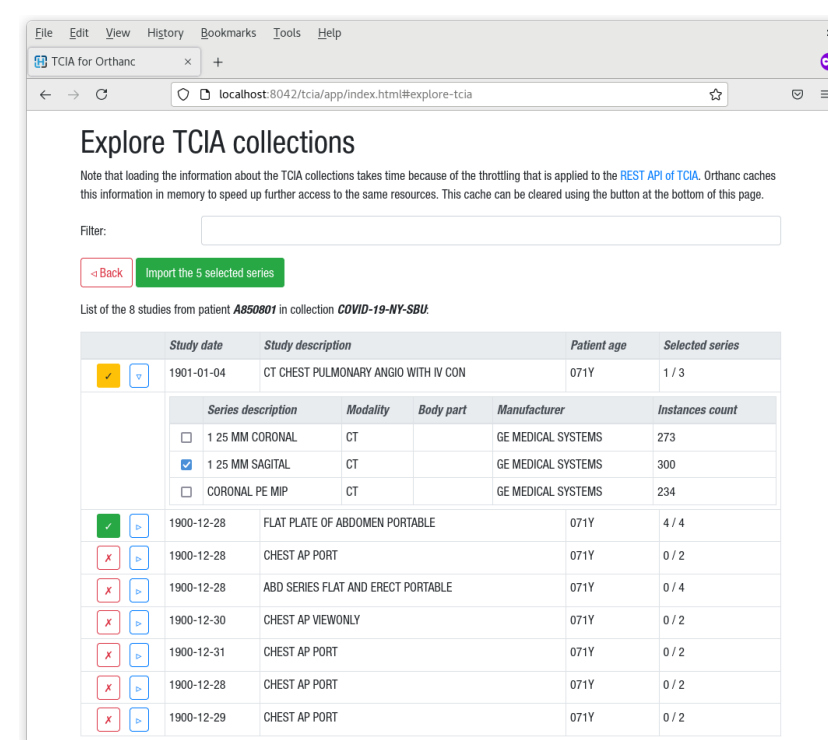 File Edit View History Bookmarks Tools Help
TCIA for Orthanc × +
localhost:8042/tcia/app/index.html#explore-tcia
Explore TCIA collections
Note that loading the information about the TCIA collections takes time because of the throttling that is applied to the REST API of TCIA. Orthanc caches
this information in memory to speed up further access to the same resources. This cache can be cleared using the button at the bottom of this page.
Filter:
Back Import the 5 selected series
List of the 8 studies from patient A850801 in collection COVID-19-NY-SBU:
Study date Study description Patient age Selected series
✓ 1901-01-04 CT CHEST PULMONARY ANGIO WITH IV CON 071Y 1 / 3
Series description Modality Body part Manufacturer Instances count
1 25 MM CORONAL CT GE MEDICAL SYSTEMS 273
1 25 MM SAGITAL CT GE MEDICAL SYSTEMS 300
CORONAL PE MIP CT GE MEDICAL SYSTEMS 234
✓ 1900-12-28 FLAT PLATE OF ABDOMEN PORTABLE 071Y 4 / 4
✗ 1900-12-28 CHEST AP PORT 071Y 0 / 2
✗ 1900-12-28 ABD SERIES FLAT AND ERECT PORTABLE 071Y 0 / 4
✗ 1900-12-30 CHEST AP VIEWONLY 071Y 0 / 2
✗ 1900-12-31 CHEST AP PORT 071Y 0 / 2
✗ 1900-12-28 CHEST AP PORT 071Y 0 / 2
✗ 1900-12-29 CHEST AP PORT 071Y 0 / 2